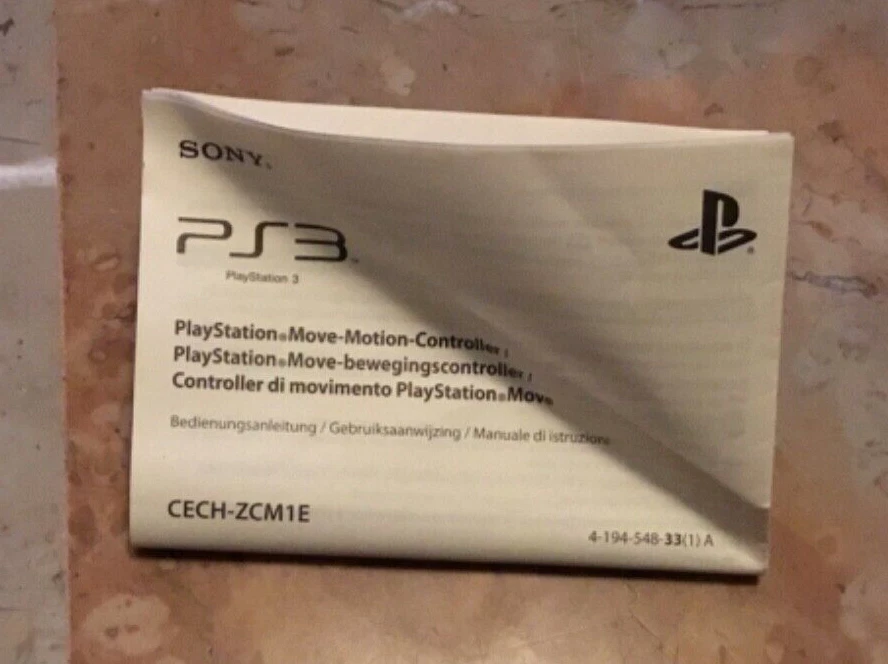 SONY.
PS3™
PlayStation 3
PlayStation®Move-Motion-Controller /
PlayStation®Move-bewegingscontroller /
Controller di movimento PlayStation®Move
Bedienungsanleitung / Gebruiksaanwijzing / Manuale di istruzioni
CECH-ZCM1E
4-194-548-33(1) A